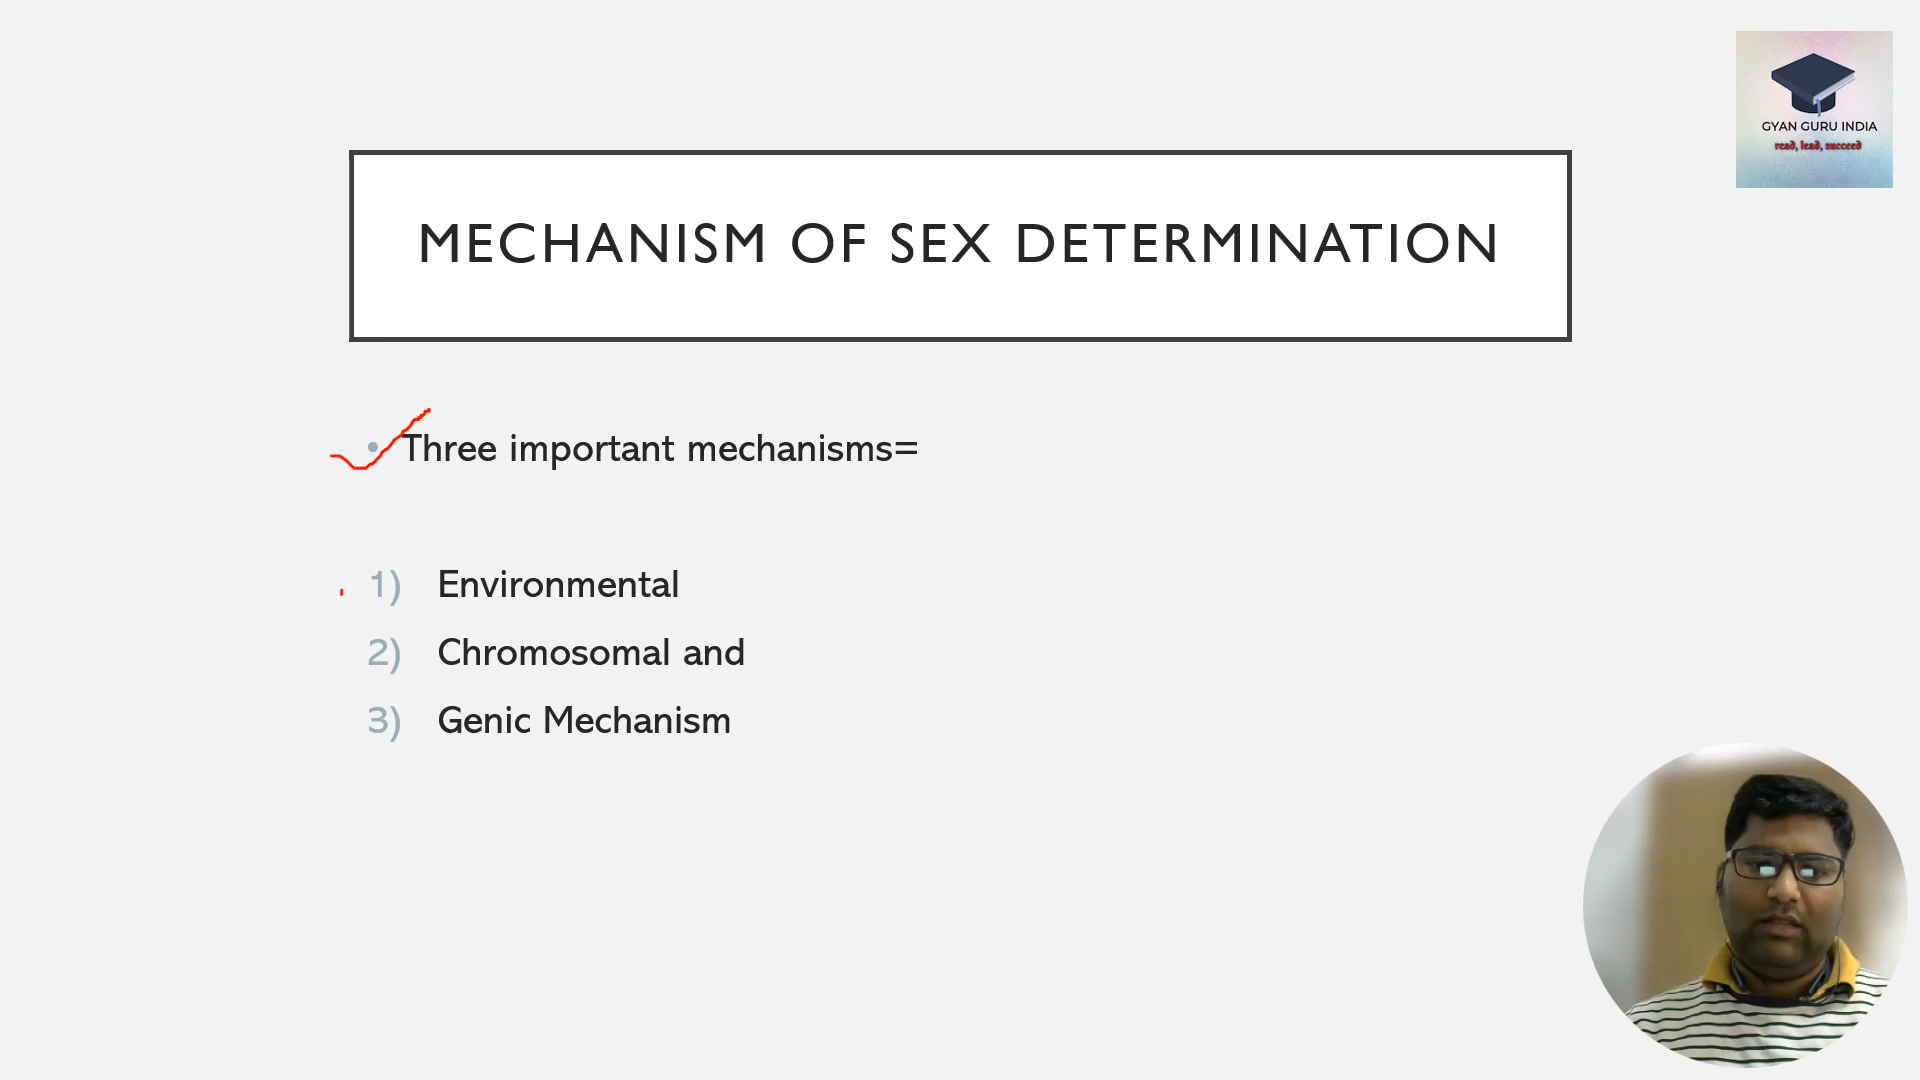 GYAN GURU INDIA
read, lead, succeed
MECHANISM OF SEX DETERMINATION
• Three important mechanisms=
1) Environmental
2) Chromosomal and
3) Genic Mechanism